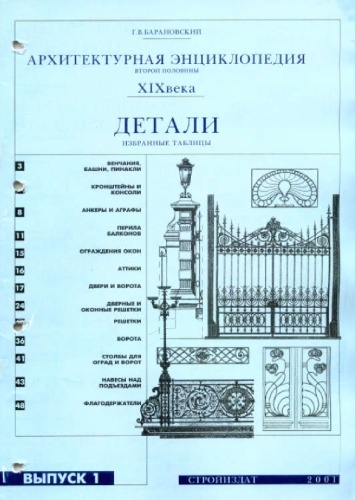 Г.В.БАРАНОВСКИЙ
АРХИТЕКТУРНАЯ ЭНЦИКЛОПЕДИЯ
ВТОРОЙ ПОЛОВИНЫ
XIXвека
ДЕТАЛИ
ИЗБРАННЫЕ ТАБЛИЦЫ
3 ВЕНЧАНИЯ,
БАШНИ, ПИНАКЛИ
КРОНШТЕЙНЫ И
КОНСОЛИ
8 АНКЕРЫ И АГРАФЫ
11 ПЕРИЛА
БАЛКОНОВ
15 ОГРАЖДЕНИЯ ОКОН
16 АТТИКИ
17 ДВЕРИ И ВОРОТА
24 ДВЕРНЫЕ И
ОКОННЫЕ РЕШЕТКИ
РЕШЕТКИ
36 ВОРОТА
41 СТОЛБЫ ДЛЯ
ОГРАД И ВОРОТ
43 НАВЕСЫ НАД
ПОДЪЕЗДАМИ
48 ФЛАГОДЕРЖАТЕЛИ
ВЫПУСК 1
СТРОЙИЗДАТ
2001